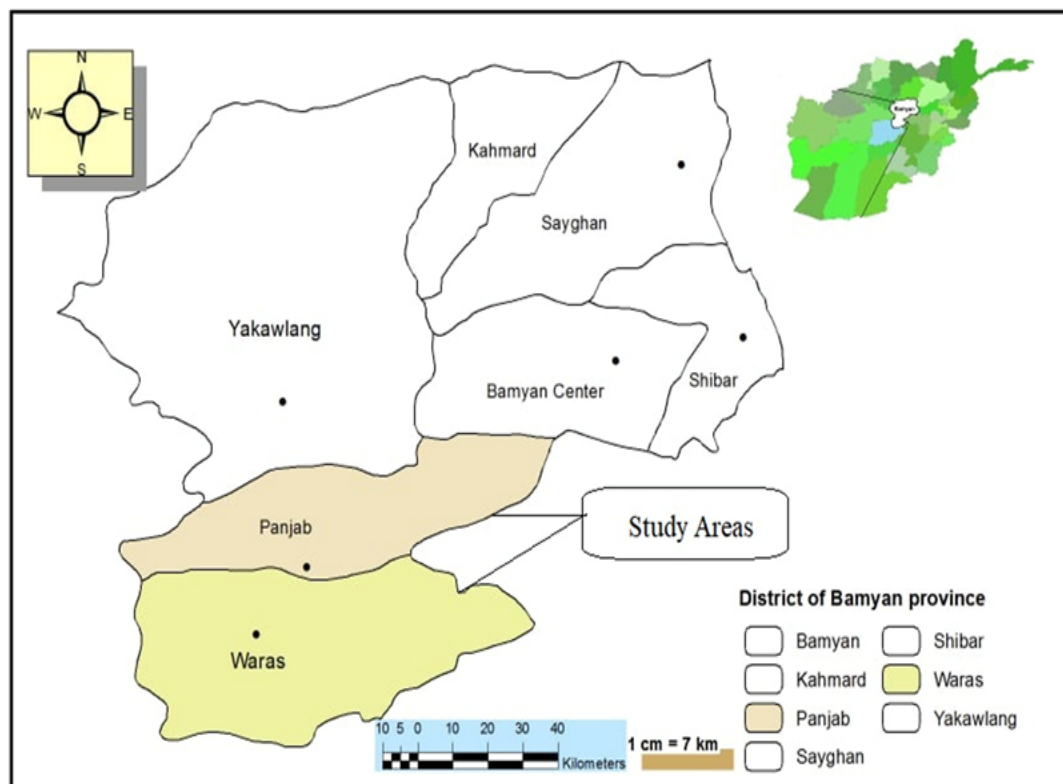 N
W E
S
Bamyan
Kahmard
Sayghan
Yakawlang
Bamyan Center
Shibar
Panjab
Study Areas
Waras
District of Bamyan province
Bamyan Shibar
Kahmard Waras
Panjab Yakawlang
Sayghan
10 5 0 10 20 30 40
Kilometers
1 cm = 7 km